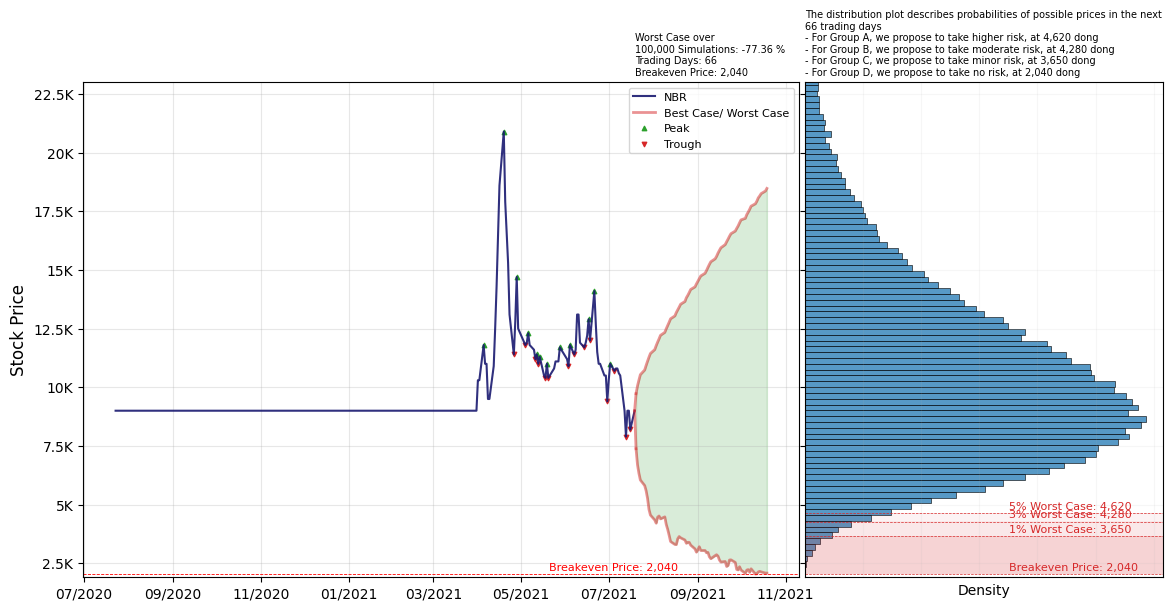 The distribution plot describes probabilities of possible prices in the next
66 trading days
- For Group A, we propose to take higher risk, at 4,620 dong
- For Group B, we propose to take moderate risk, at 4,280 dong
- For Group C, we propose to take minor risk, at 3,650 dong
- For Group D, we propose to take no risk, at 2,040 dong
Worst Case over
100,000 Simulations: -77.36 %
Trading Days: 66
Breakeven Price: 2,040
NBR
Best Case/ Worst Case
Peak
Trough
Stock Price
22.5K
20K
17.5K
15K
12.5K
10K
7.5K
5K
2.5K
Breakeven Price: 2,040
07/2020
09/2020
11/2020
01/2021
03/2021
05/2021
07/2021
09/2021
11/2021
5% Worst Case: 4,620
3% Worst Case: 4,280
1% Worst Case: 3,650
Breakeven Price: 2,040
Density